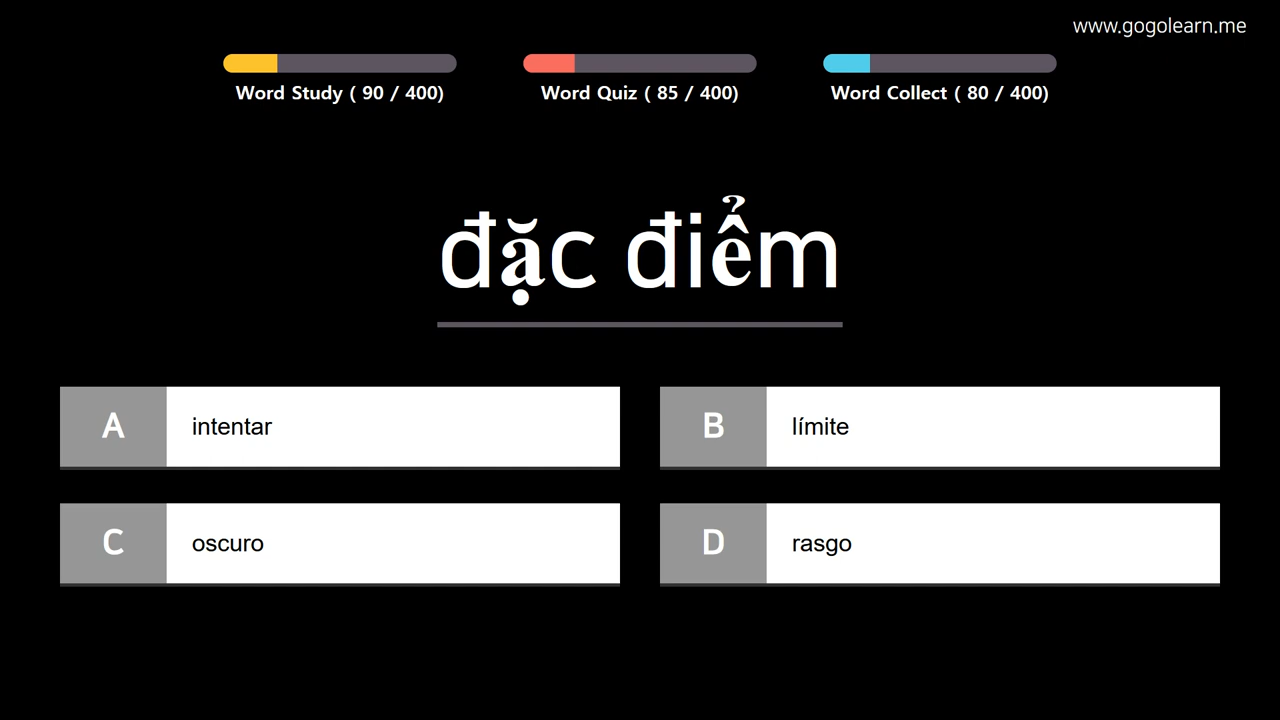 www.gogolearn.me
Word Study ( 90 / 400)
Word Quiz ( 85 / 400)
Word Collect ( 80 / 400)
đặc điểm
A intentar
B límite
C oscuro
D rasgo